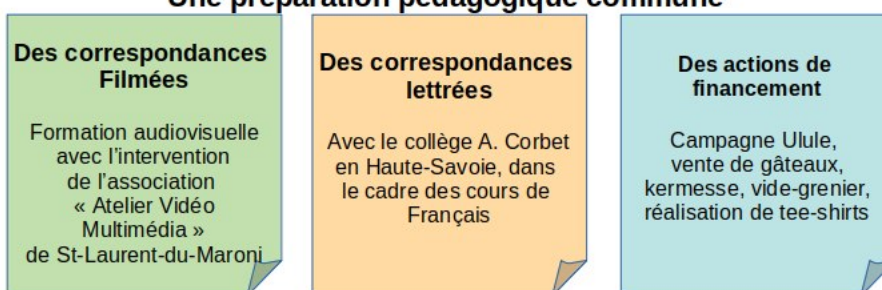 Une préparation pédagogique commune
Des correspondances
Filmées
Formation audiovisuelle
avec l'intervention
de l'association
« Atelier Vidéo
Multimédia »
de St-Laurent-du-Maroni
Des correspondances
lettrées
Avec le collège A. Corbet
en Haute-Savoie, dans
le cadre des cours de
Français
Des actions de
financement
Campagne Ulule,
vente de gâteaux,
kermesse, vide-grenier,
réalisation de tee-shirts